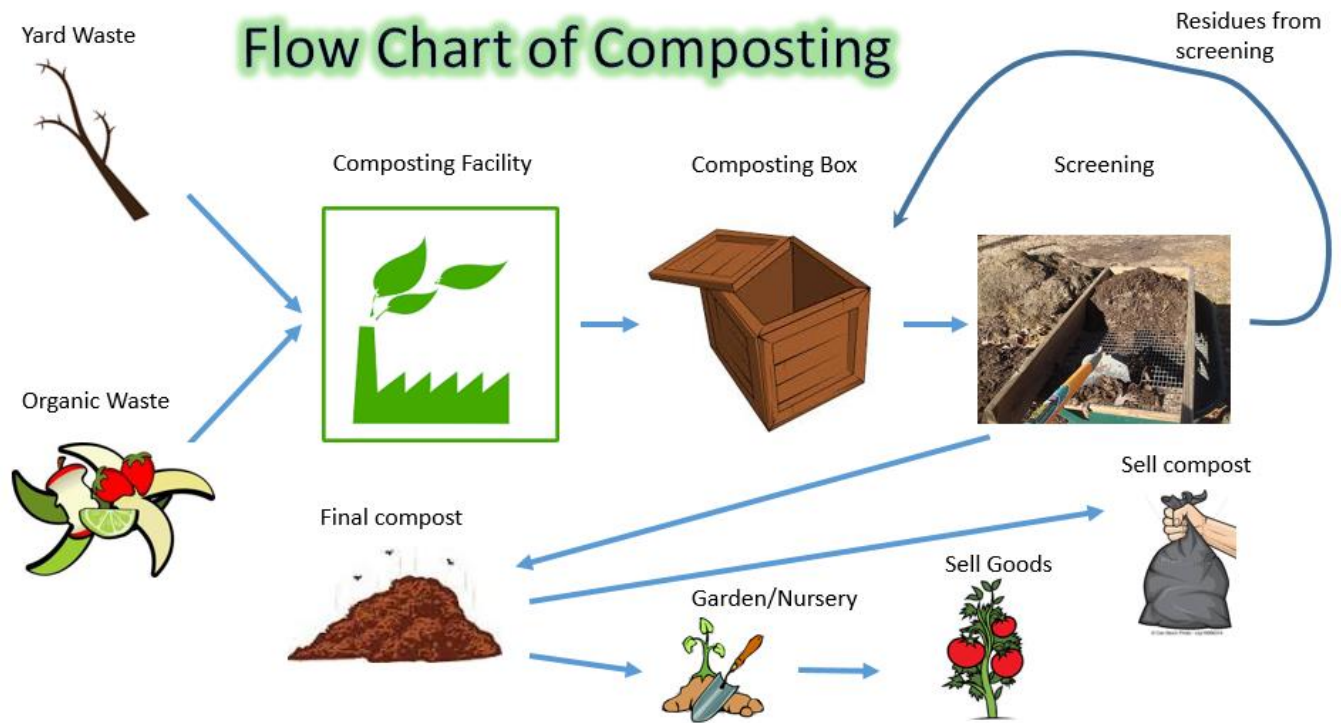 Yard Waste
Flow Chart of Composting
Residues from
screening
Composting Facility
Composting Box
Screening
Organic Waste
Final compost
Sell compost
Garden/Nursery
Sell Goods